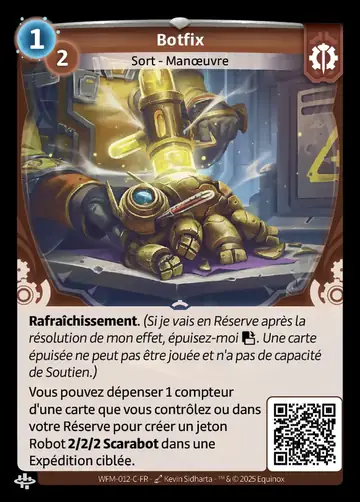 1
Botfix
2
Sort - Manœuvre
Rafraîchissement. (Si je vais en Réserve après la
résolution de mon effet, épuisez-moi. Une carte
épuisée ne peut pas être jouée et n'a pas de capacité
de Soutien.)
Vous pouvez dépenser 1 compteur
d'une carte que vous contrôlez ou dans
votre Réserve pour créer un jeton
Robot 2/2/2 Scarabot dans une
Expédition ciblée.
WFM-012-C-FR - Kevin Sidharta - ™ & © 2025 Equinox